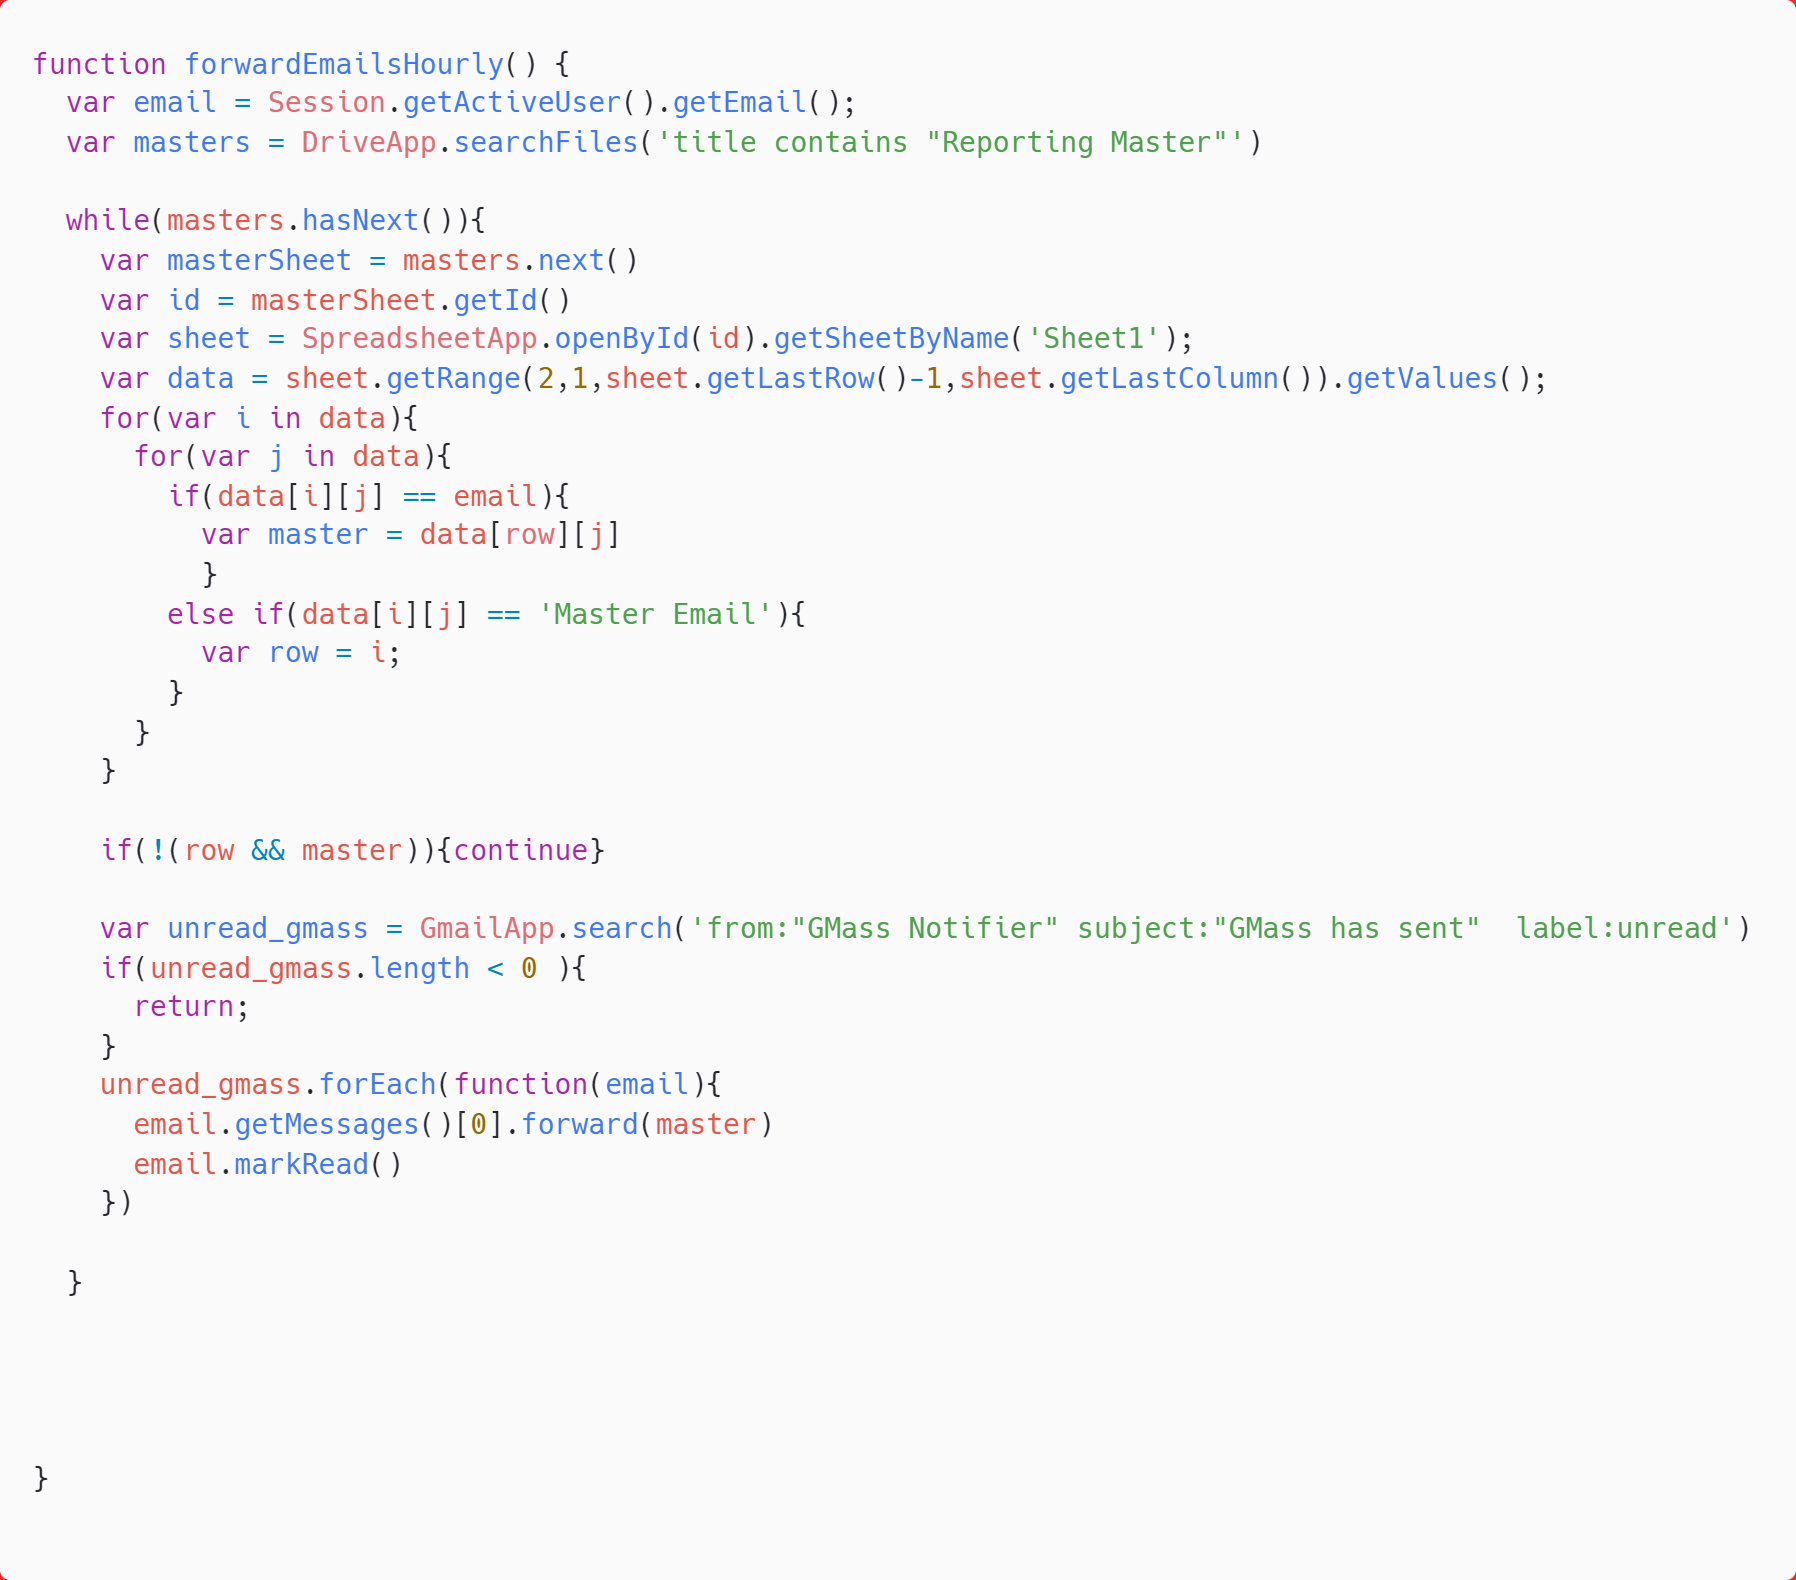 function forwardEmailsHourly() {
  var email = Session.getActiveUser().getEmail();
  var masters = DriveApp.searchFiles('title contains "Reporting Master"')

  while(masters.hasNext()){
    var masterSheet = masters.next()
    var id = masterSheet.getId()
    var sheet = SpreadsheetApp.openById(id).getSheetByName('Sheet1');
    var data = sheet.getRange(2,1,sheet.getLastRow()-1,sheet.getLastColumn()).getValues();
    for(var i in data){
      for(var j in data){
        if(data[i][j] == email){
          var master = data[row][j]
          }
        else if(data[i][j] == 'Master Email'){
          var row = i;
        }
      }
    }

    if(!(row && master)){continue}

    var unread_gmass = GmailApp.search('from:"GMass Notifier" subject:"GMass has sent"  label:unread')
    if(unread_gmass.length < 0 ){
      return;
    }
    unread_gmass.forEach(function(email){
      email.getMessages()[0].forward(master)
      email.markRead()
    })

  }

}